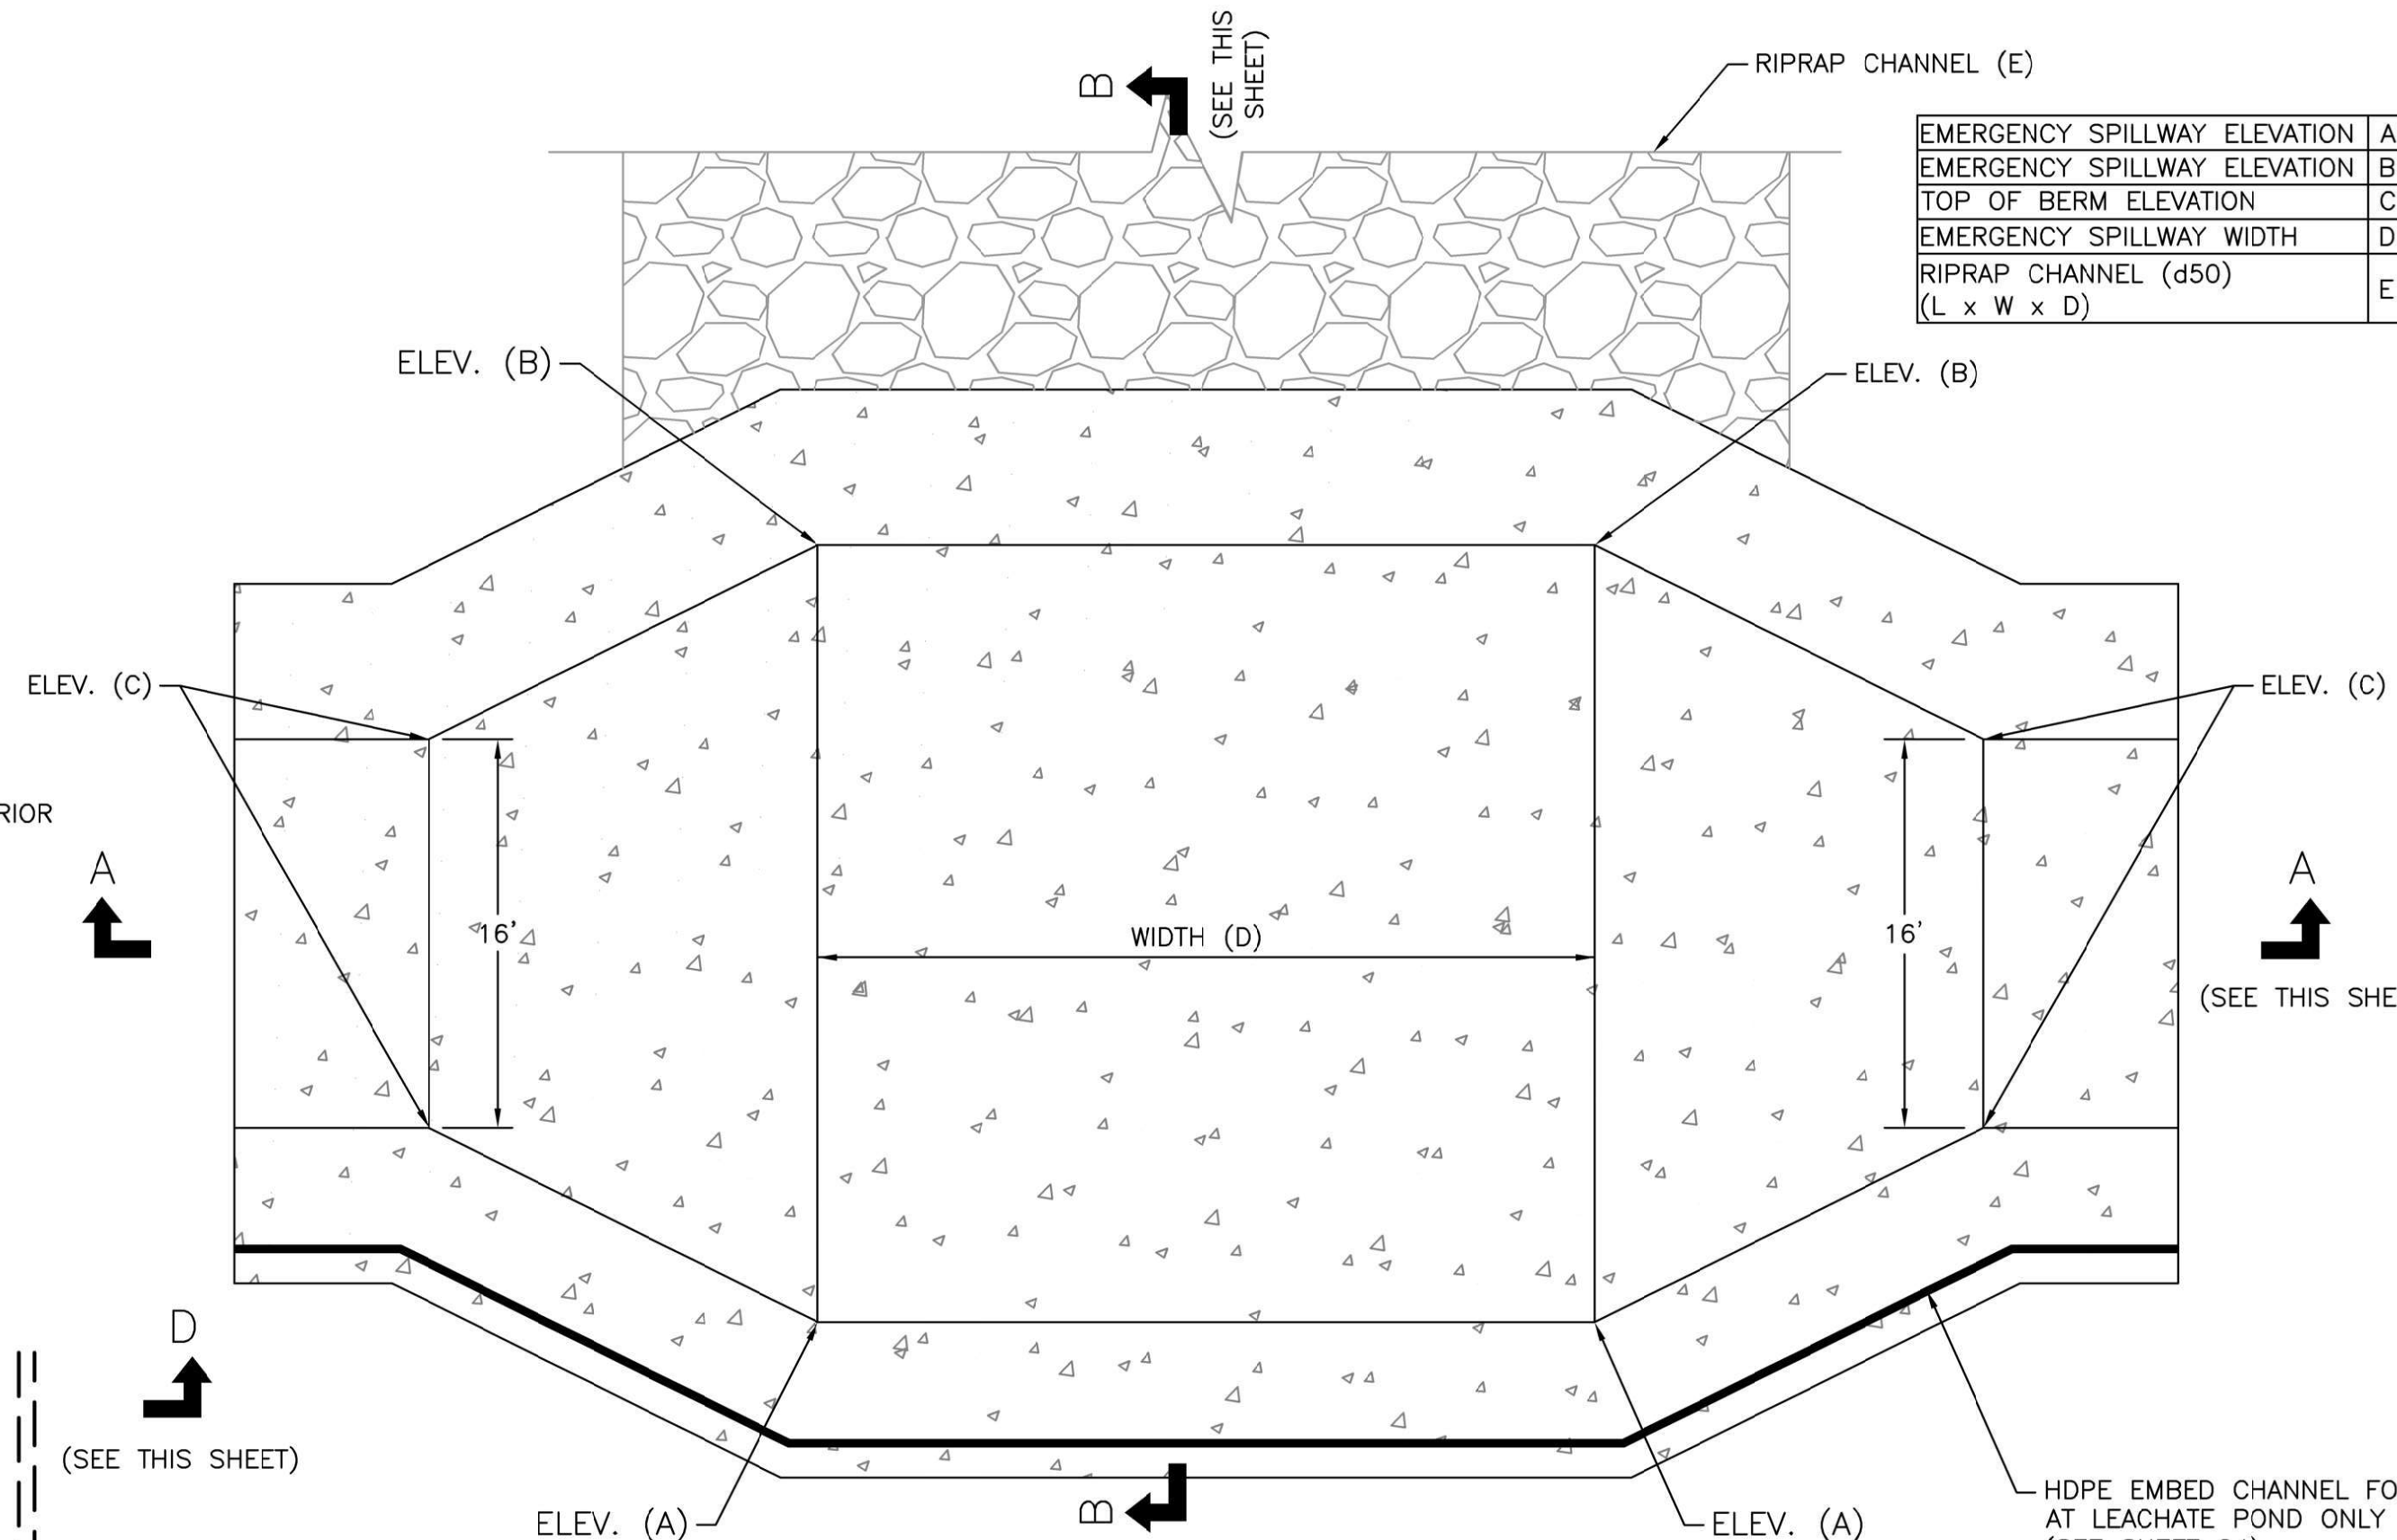 B
(SEE THIS
SHEET)
RIPRAP CHANNEL (E)
EMERGENCY SPILLWAY ELEVATION A
EMERGENCY SPILLWAY ELEVATION B
TOP OF BERM ELEVATION C
EMERGENCY SPILLWAY WIDTH D
RIPRAP CHANNEL (d50)
(L x W x D) E
ELEV. (B)
ELEV. (B)
ELEV. (C)
ELEV. (C)
RIOR
A
A
16'
WIDTH (D)
16'
(SEE THIS SHE
D
(SEE THIS SHEET)
ELEV. (A)
B
ELEV. (A)
HDPE EMBED CHANNEL FO
AT LEACHATE POND ONLY